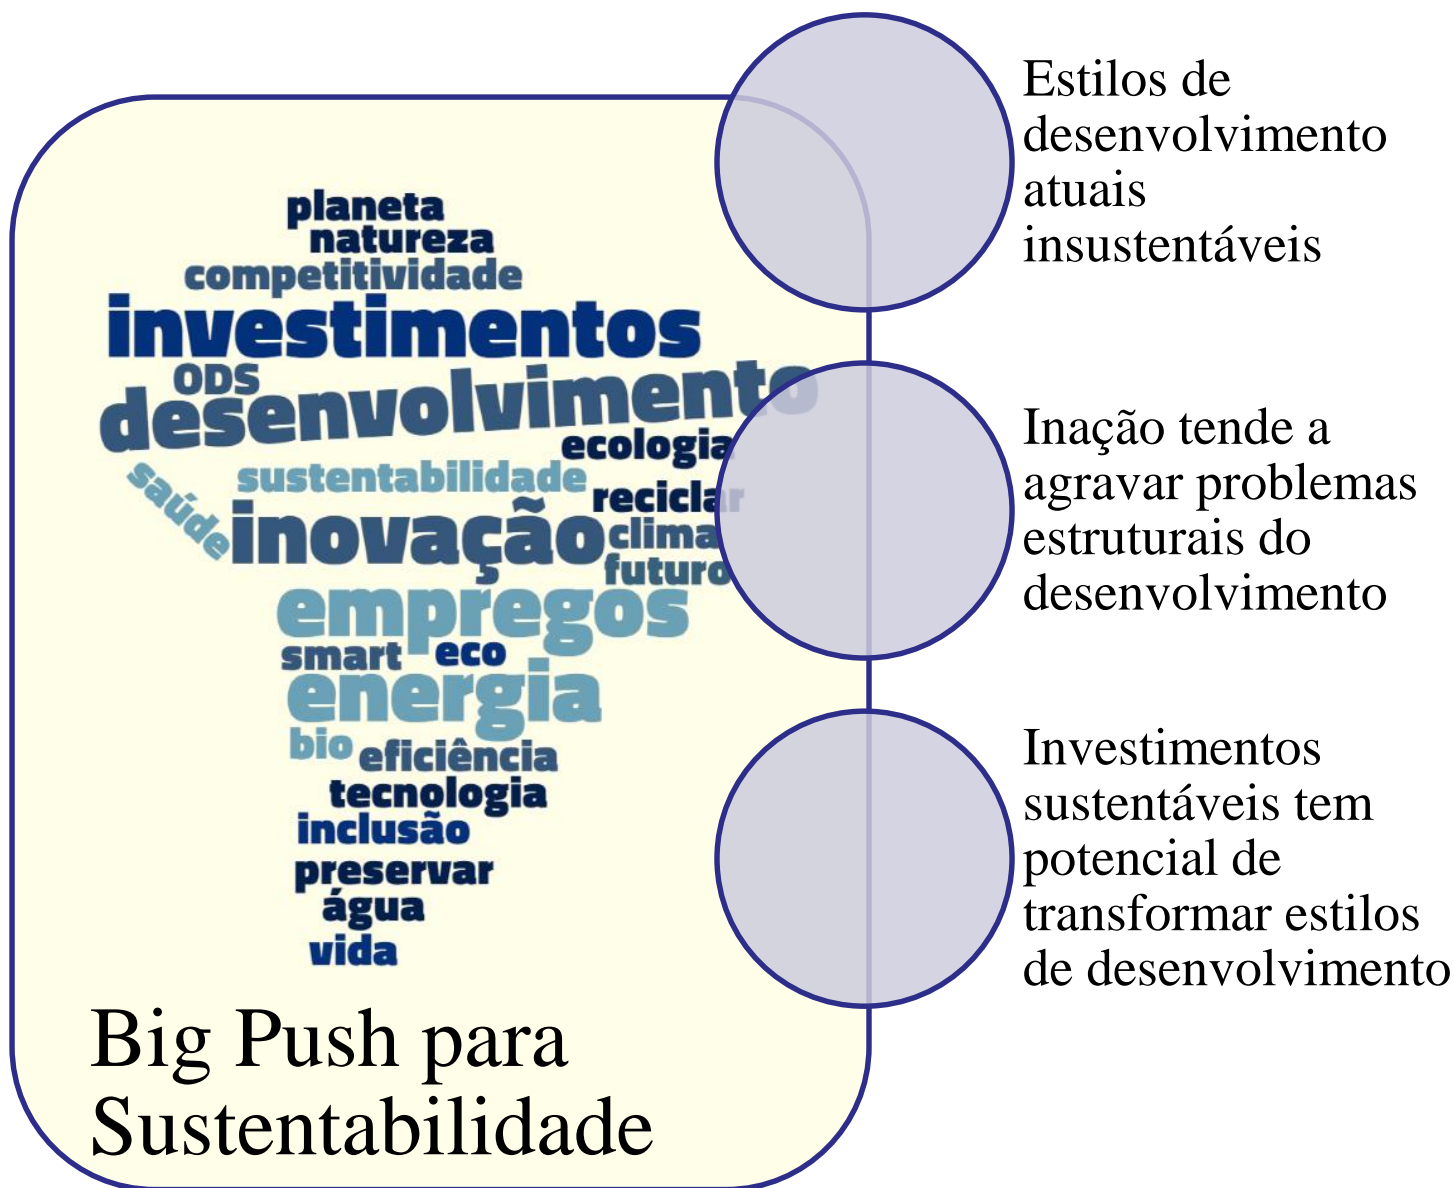 planeta
natureza
competitividade
investimentos
ODS
desenvolvimento
ecologia
saúde
sustentabilidade
reciclar
inovação
clima
futuro
empregos
smart eco
energia
bio eficiência
tecnologia
inclusão
preservar
água
vida
Big Push para
Sustentabilidade
Estilos de
desenvolvimento
atuais
insustentáveis
Inação tende a
agravar problemas
estruturais do
desenvolvimento
Investimentos
sustentáveis tem
potencial de
transformar estilos
de desenvolvimento